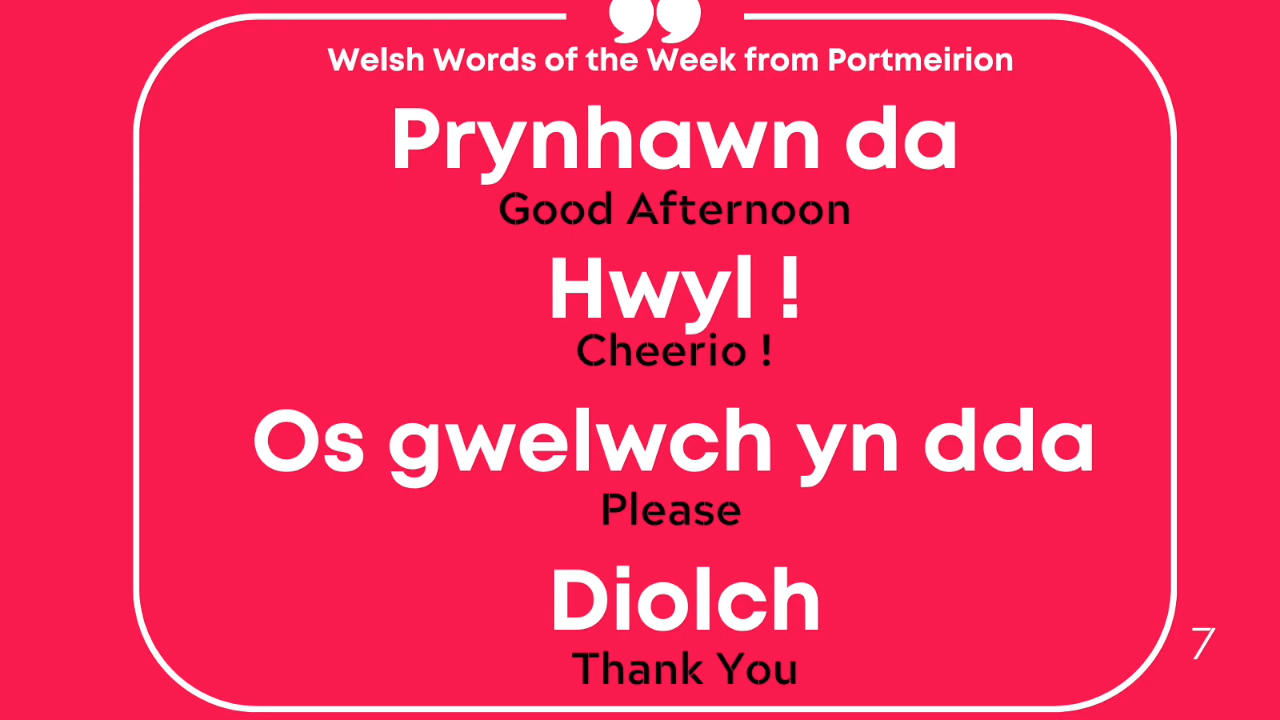 Welsh Words of the Week from Portmeirion
Prynhawn da
Good Afternoon
Hwyl !
Cheerio !
Os gwelwch yn dda
Please
Diolch
Thank You
7